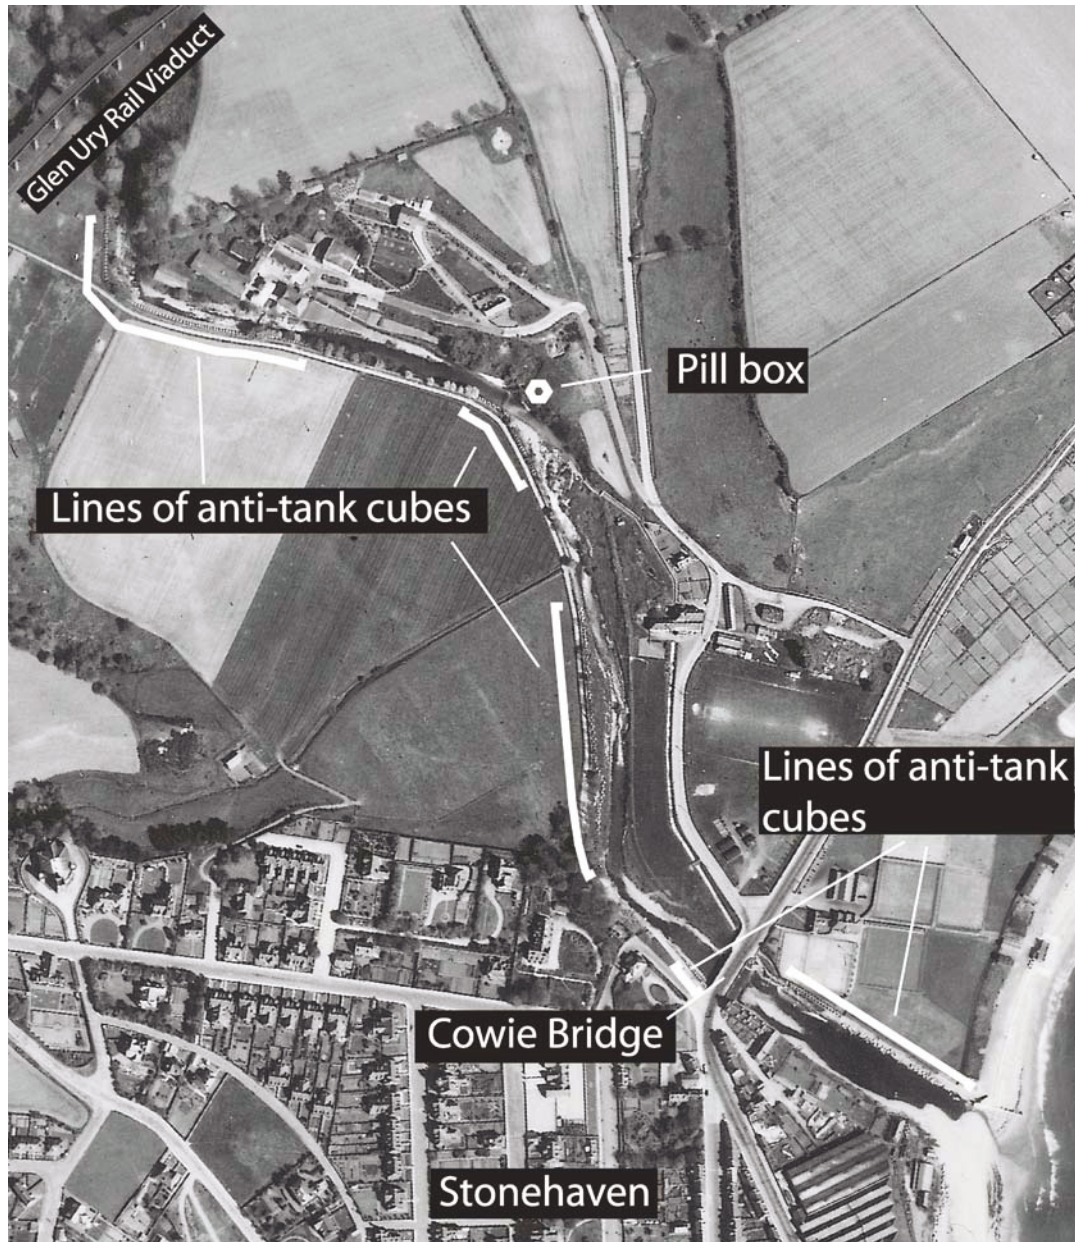 Glen Ury Rail Viaduct
Pill box
Lines of anti-tank cubes
Lines of anti-tank
cubes
Cowie Bridge
Stonehaven